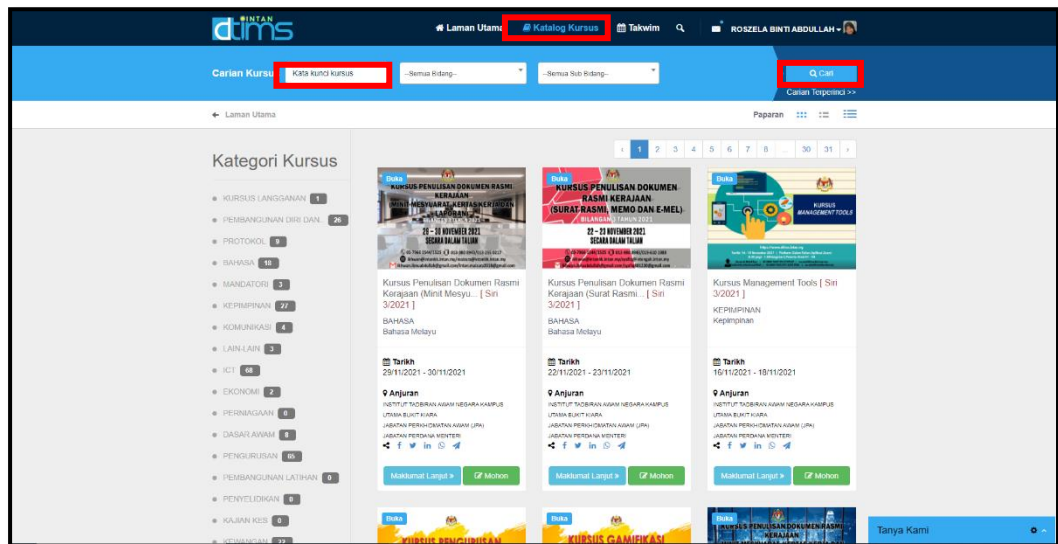 INTAN
dtims
Laman Utama
Katalog Kursus
Takwim
ROSZELA BINTI ABDULLAH
Carian Kursu
Kata kunci kursus
--Semua Bidang--
--Semua Sub Bidang--
Cari
Carian Terperinci >>
Laman Utama
Paparan
Kategori Kursus
‹ 1 2 3 4 5 6 7 8 ... 30 31 ›
KURSUS LANGGANAN 1
PEMBANGUNAN DIRI DAN.. 26
PROTOKOL 9
BAHASA 18
MANDATORI 3
KEPIMPINAN 27
KOMUNIKASI 4
LAIN-LAIN 3
ICT 68
EKONOMI 2
PERNIAGAAN 0
DASAR AWAM
PENGURUSAN 65
PEMBANGUNAN LATIHAN 0
PENYELIDIKAN
KAJIAN KES 0
KEWANGAN 22
Buka
KURSUS PENULISAN DOKUMEN RASMI
KERAJAAN
(MINIT MESYUARAT, KERTAS KERJA DAN
LAPORAN)
29 – 30 NOVEMBER 2021
SECARA DALAM TALIAN
Kursus Penulisan Dokumen Rasmi
Kerajaan (Minit Mesyu... [ Siri
3/2021 ]
BAHASA
Bahasa Melayu
Tarikh
29/11/2021 - 30/11/2021
Anjuran
INSTITUT TADBIRAN AWAM NEGARA KAMPUS
UTAMA BUKIT KIARA
JABATAN PERKHIDMATAN AWAM (JPA)
JABATAN PERDANA MENTERI
Maklumat Lanjut »
Mohon
Buka
KURSUS PENULISAN DOKUMEN
RASMI KERAJAAN
(SURAT RASMI, MEMO DAN E-MEL)
BILANGAN 3 TAHUN 2021
22 – 23 NOVEMBER 2021
SECARA DALAM TALIAN
Kursus Penulisan Dokumen Rasmi
Kerajaan (Surat Rasmi... [ Siri
3/2021 ]
BAHASA
Bahasa Melayu
Tarikh
22/11/2021 - 23/11/2021
Anjuran
INSTITUT TADBIRAN AWAM NEGARA KAMPUS
UTAMA BUKIT KIARA
JABATAN PERKHIDMATAN AWAM (JPA)
JABATAN PERDANA MENTERI
Maklumat Lanjut »
Mohon
Buka
KURSUS
MANAGEMENT TOOLS
Kursus Management Tools [ Siri
3/2021 ]
KEPIMPINAN
Kepimpinan
Tarikh
16/11/2021 - 18/11/2021
Anjuran
INSTITUT TADBIRAN AWAM NEGARA KAMPUS
UTAMA BUKIT KIARA
JABATAN PERKHIDMATAN AWAM (JPA)
JABATAN PERDANA MENTERI
Maklumat Lanjut »
Mohon
Buka
KURSUS PENGURUSAN
Buka
KURSUS GAMIFIKASI
Buka
KURSUS PENULISAN DOKUMEN RASMI
KERAJAAN
Tanya Kami